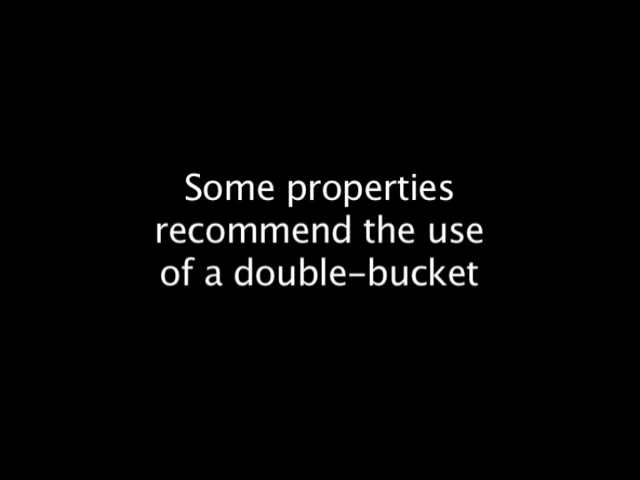 Some properties
recommend the use
of a double-bucket